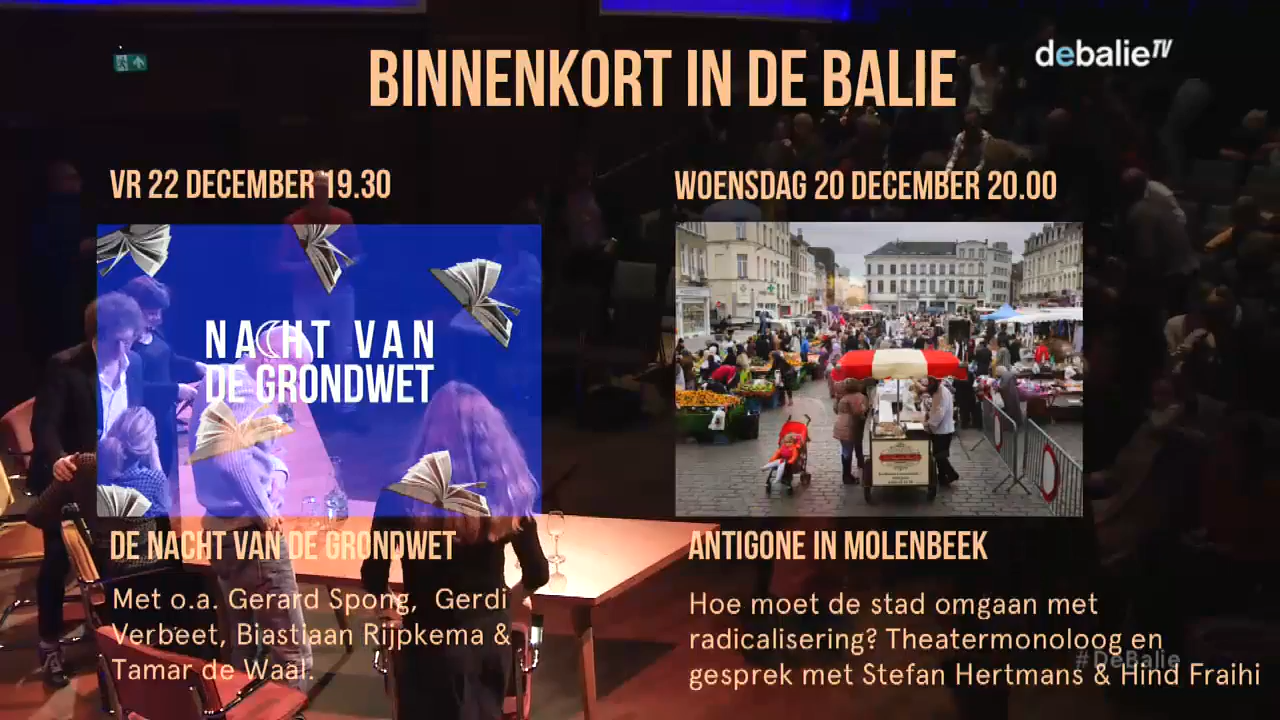 debalieTV
BINNENKORT IN DE BALIE
VR 22 DECEMBER 19.30
NACHT VAN
DE GRONDWET
DE NACHT VAN DE GRONDWET
Met o.a. Gerard Spong, Gerdi
Verbeet, Biastiaan Rijpkema &
Tamar de Waal.
WOENSDAG 20 DECEMBER 20.00
ANTIGONE IN MOLENBEEK
Hoe moet de stad omgaan met
radicalisering? Theatermonoloog en
gesprek met Stefan Hertmans & Hind Fraihi
#DeBalie